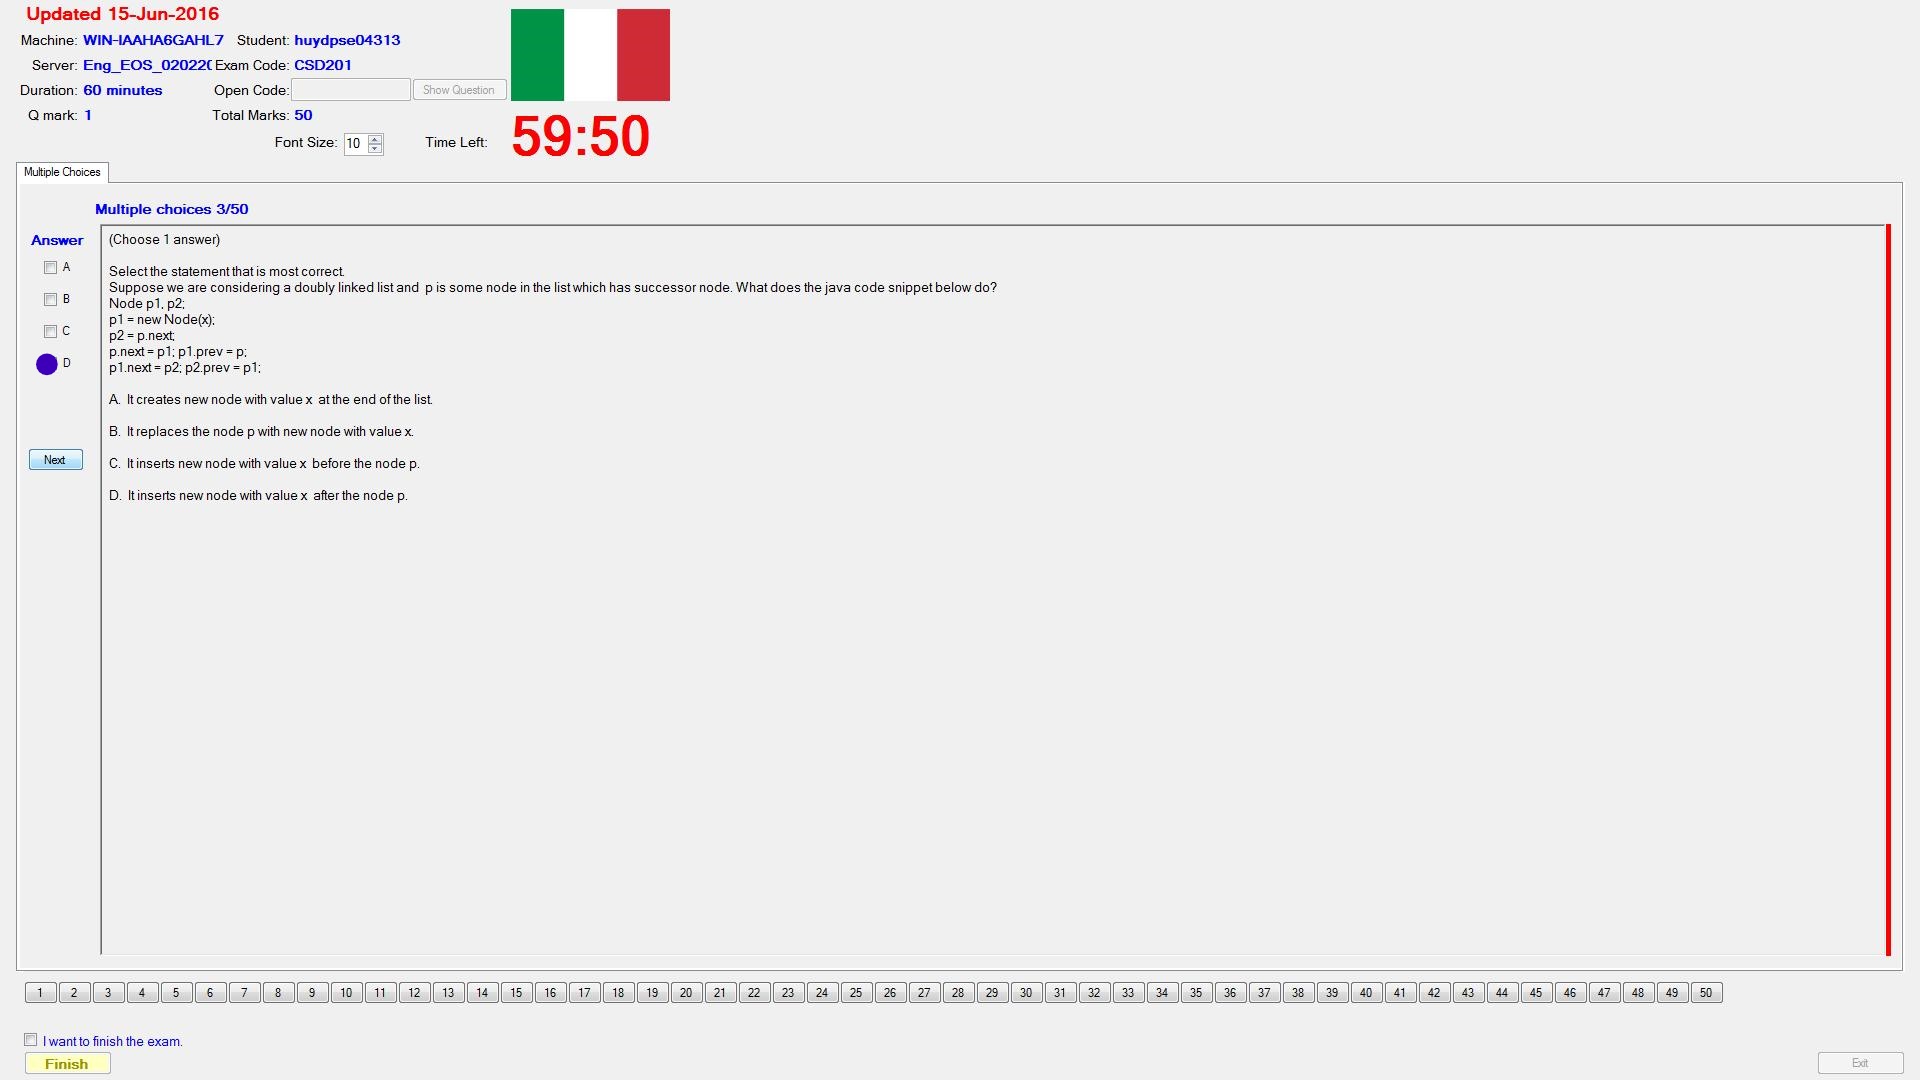 Updated 15-Jun-2016
Machine: WIN-IAAHA6GAHL7 Student: huydpse04313
Server: Eng_EOS_02022( Exam Code: CSD201
Duration: 60 minutes Open Code: Show Question
Q mark: 1 Total Marks: 50
Font Size: 10 Time Left: 59:50
Multiple Choices
Multiple choices 3/50
Answer
A
B
C
D
Next
(Choose 1 answer)
Select the statement that is most correct.
Suppose we are considering a doubly linked list and p is some node in the list which has successor node. What does the java code snippet below do?
Node p1, p2;
p1 = new Node(x);
p2 = p.next;
p.next = p1; p1.prev = p;
p1.next = p2; p2.prev = p1;
A. It creates new node with value x at the end of the list.
B. It replaces the node p with new node with value x.
C. It inserts new node with value x before the node p.
D. It inserts new node with value x after the node p.
1 2 3 4 5 6 7 8 9 10 11 12 13 14 15 16 17 18 19 20 21 22 23 24 25 26 27 28 29 30 31 32 33 34 35 36 37 38 39 40 41 42 43 44 45 46 47 48 49 50
I want to finish the exam.
Finish Exit